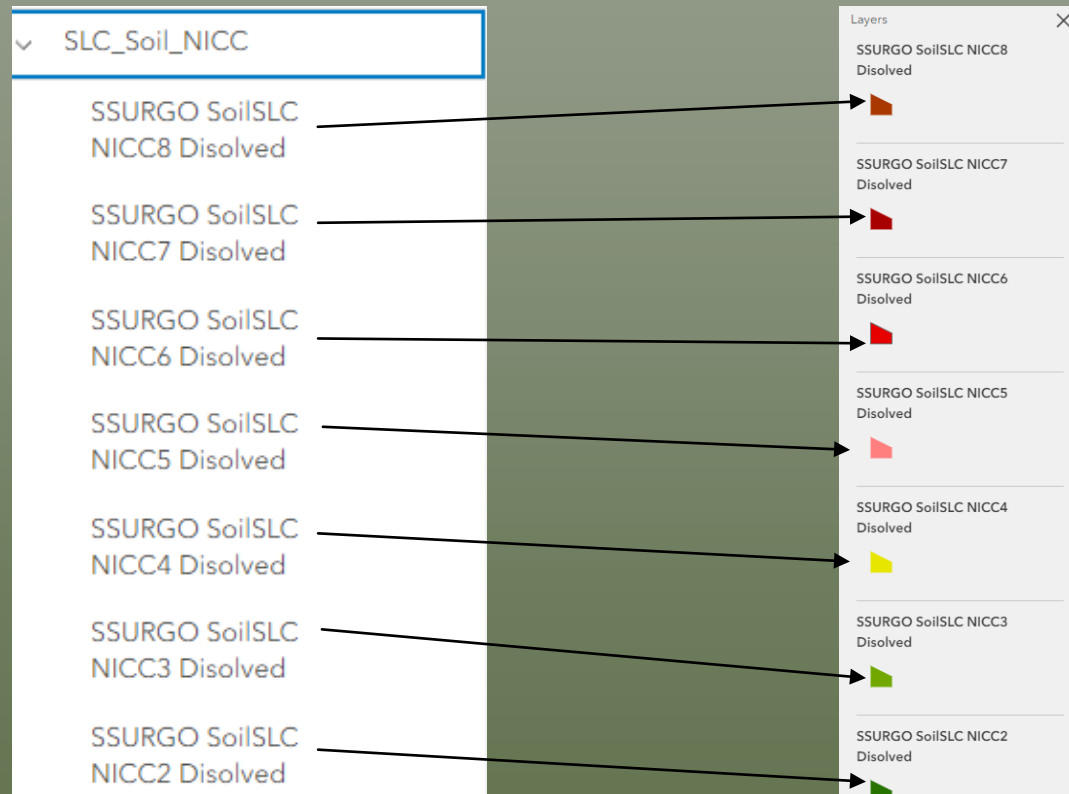 SLC_Soil_NICC
SSURGO SoilSLC
NICC8 Disolved
SSURGO SoilSLC
NICC7 Disolved
SSURGO SoilSLC
NICC6 Disolved
SSURGO SoilSLC
NICC5 Disolved
SSURGO SoilSLC
NICC4 Disolved
SSURGO SoilSLC
NICC3 Disolved
SSURGO SoilSLC
NICC2 Disolved
Layers
SSURGO SoilSLC NICC8
Disolved
SSURGO SoilSLC NICC7
Disolved
SSURGO SoilSLC NICC6
Disolved
SSURGO SoilSLC NICC5
Disolved
SSURGO SoilSLC NICC4
Disolved
SSURGO SoilSLC NICC3
Disolved
SSURGO SoilSLC NICC2
Disolved